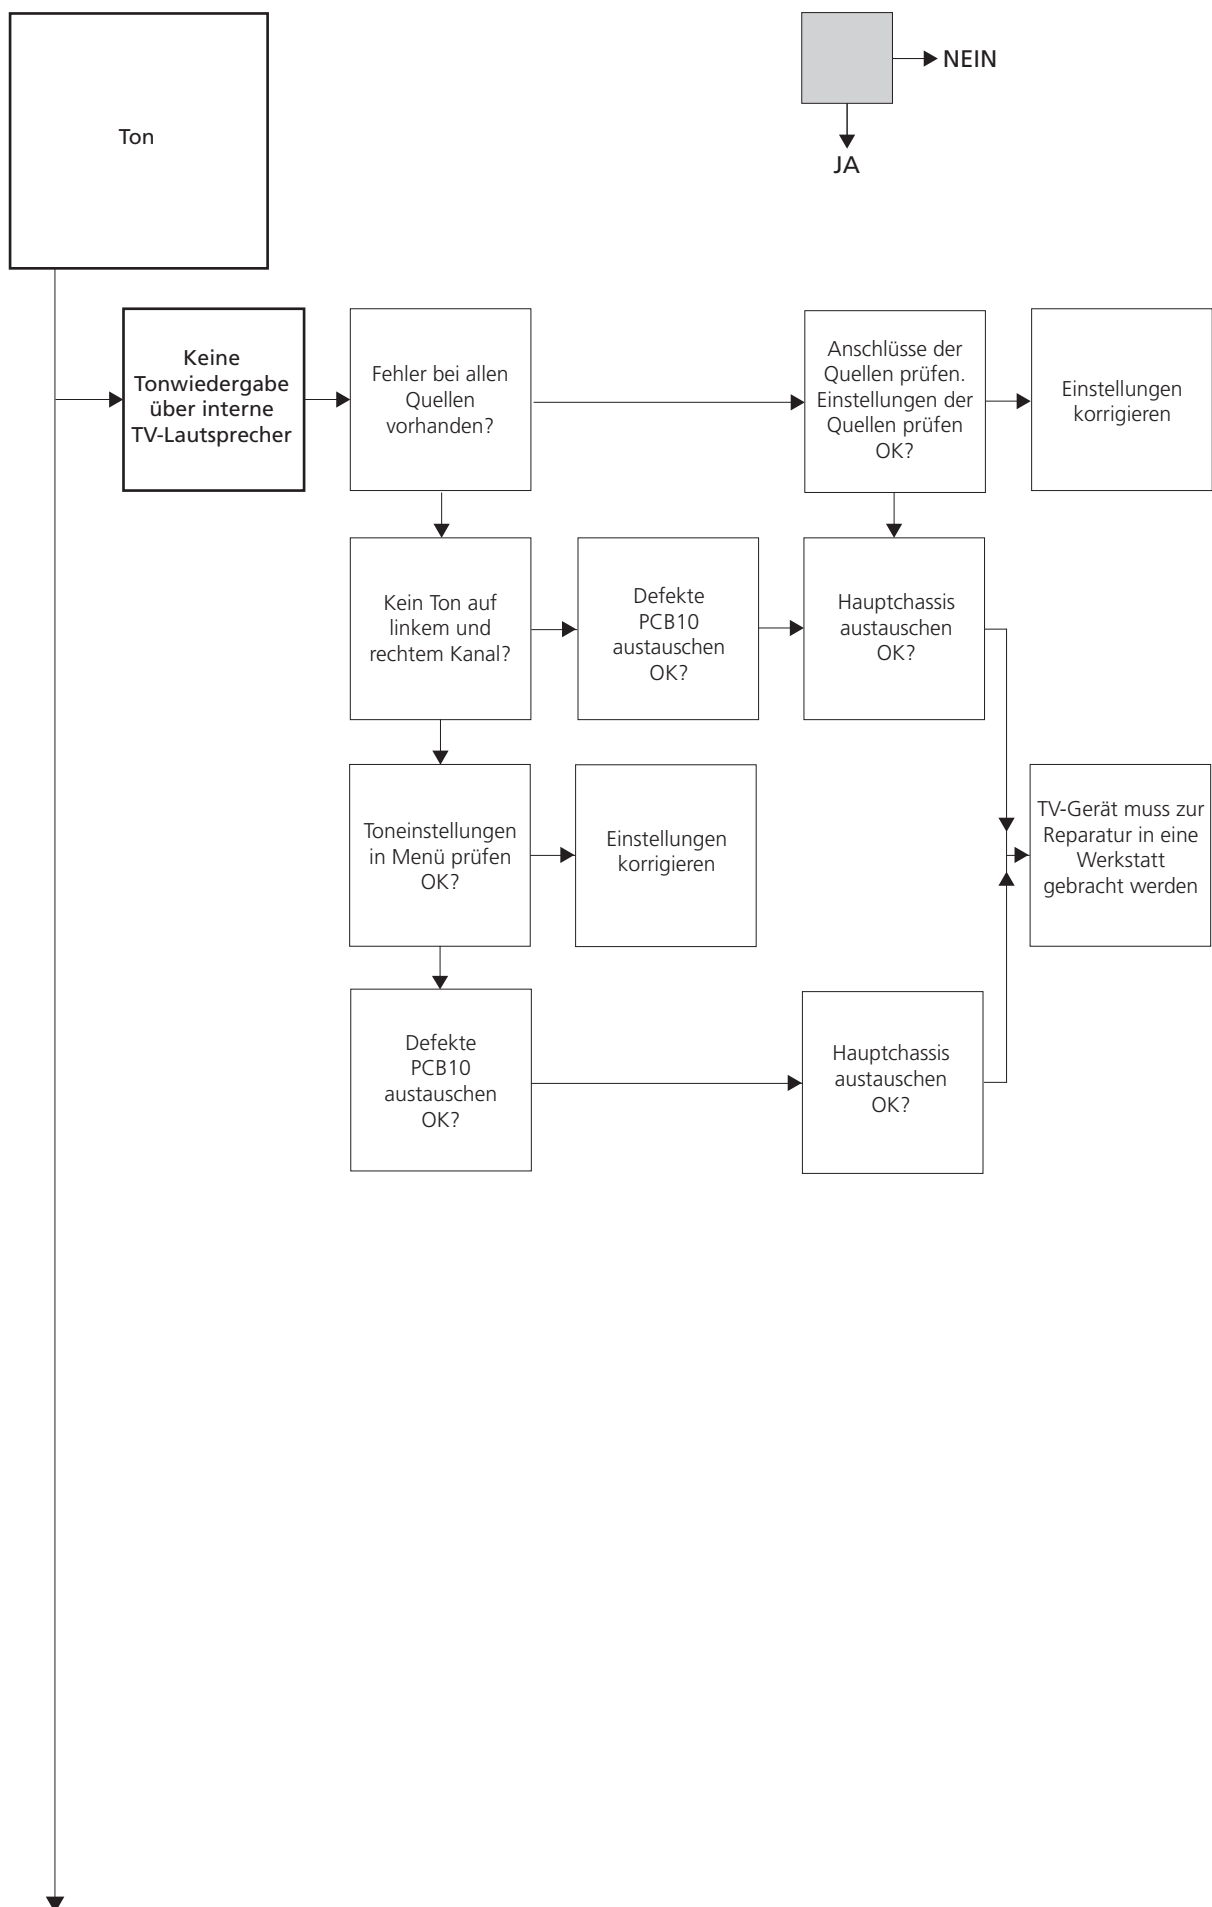 Ton
NEIN
JA
Keine
Tonwiedergabe
über interne
TV-Lautsprecher
Fehler bei allen
Quellen
vorhanden?
Anschlüsse der
Quellen prüfen.
Einstellungen der
Quellen prüfen
OK?
Einstellungen
korrigieren
Kein Ton auf
linkem und
rechtem Kanal?
Defekte
PCB10
austauschen
OK?
Hauptchassis
austauschen
OK?
Toneinstellungen
in Menü prüfen
OK?
Einstellungen
korrigieren
TV-Gerät muss zur
Reparatur in eine
Werkstatt
gebracht werden
Defekte
PCB10
austauschen
OK?
Hauptchassis
austauschen
OK?